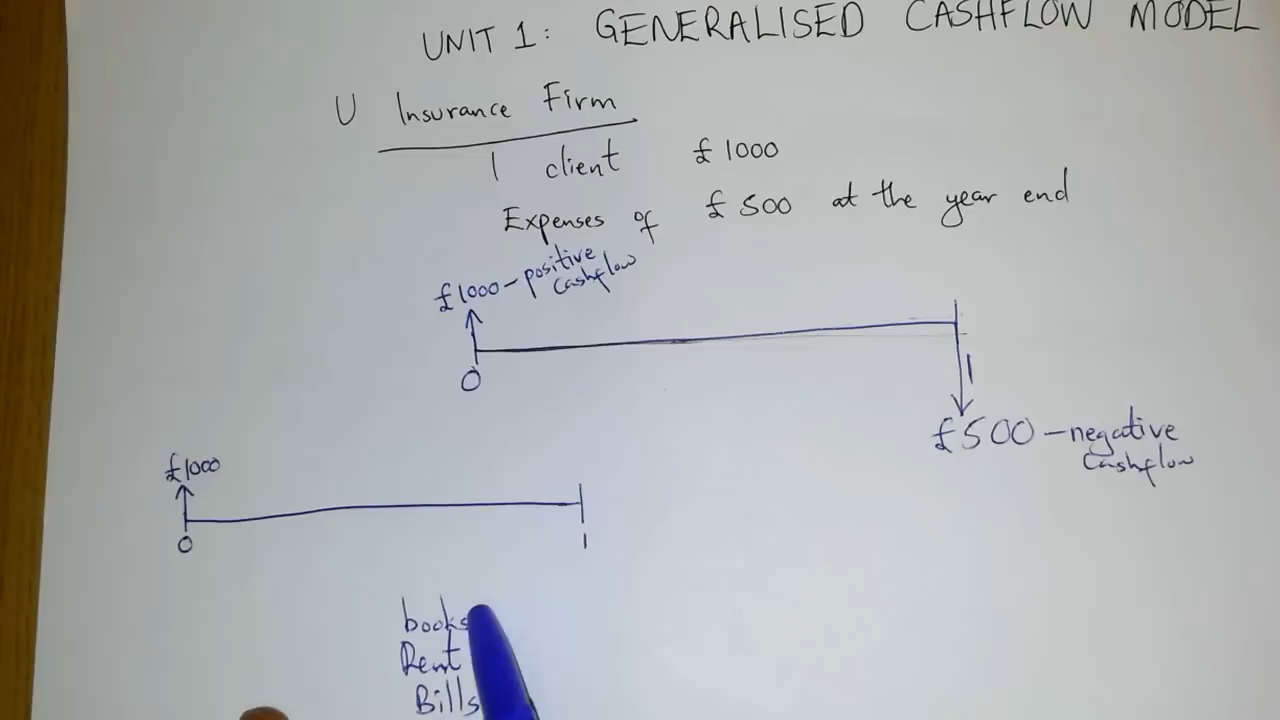 UNIT 1: GENERALISED CASHFLOW MODEL
U Insurance Firm
1 client £1000
Expenses of £500 at the year end
£1000 - positive
cashflow
0
1
£500 - negative
Cashflow
£1000
0
1
books
Rent
Bills